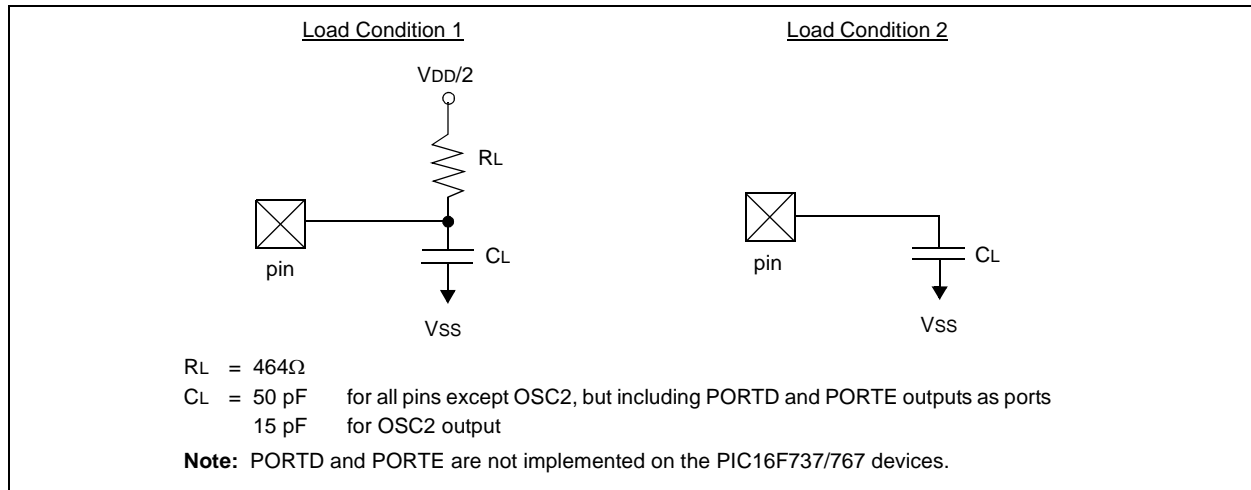 Load Condition 1
Load Condition 2
VDD/2
RL
CL
pin
VSS
pin
CL
VSS
RL = 464Ω
CL = 50 pF for all pins except OSC2, but including PORTD and PORTE outputs as ports
15 pF for OSC2 output
Note: PORTD and PORTE are not implemented on the PIC16F737/767 devices.